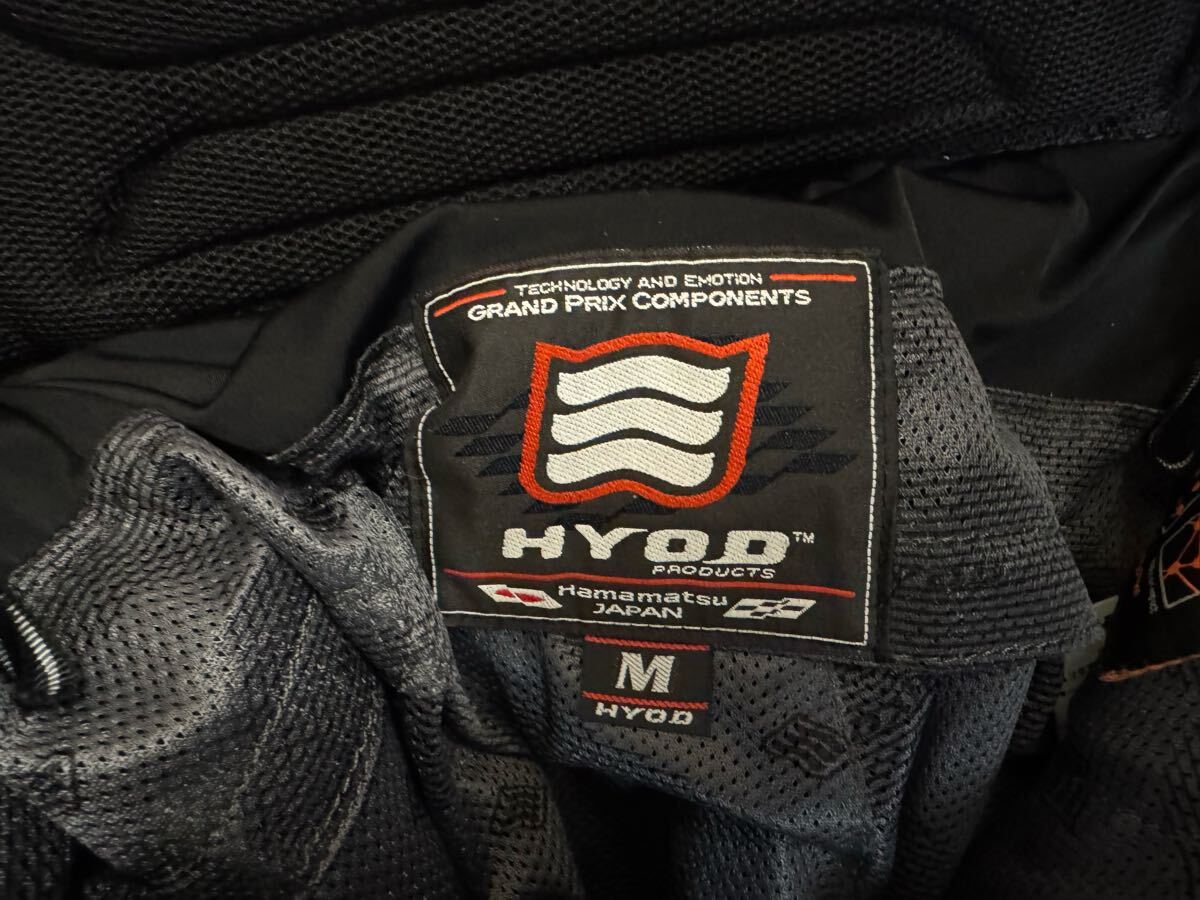 TECHNOLOGY AND EMOTION
GRAND PRIX COMPONENTS
HYOD™
PRODUCTS
Hamamatsu
JAPAN
M
HYOD